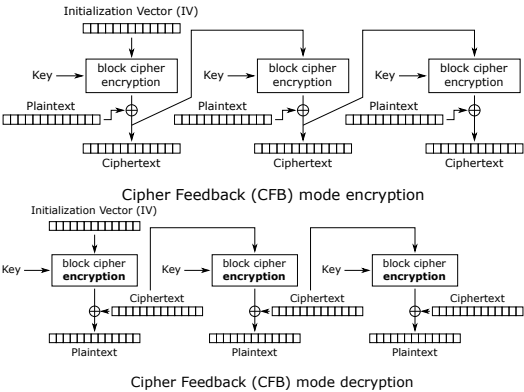 Initialization Vector (IV)
Key
block cipher
encryption
Key
block cipher
encryption
Key
block cipher
encryption
Plaintext
Plaintext
Plaintext
Ciphertext
Ciphertext
Ciphertext
Cipher Feedback (CFB) mode encryption
Initialization Vector (IV)
Key
block cipher
encryption
Key
block cipher
encryption
Key
block cipher
encryption
Ciphertext
Ciphertext
Ciphertext
Plaintext
Plaintext
Plaintext
Cipher Feedback (CFB) mode decryption